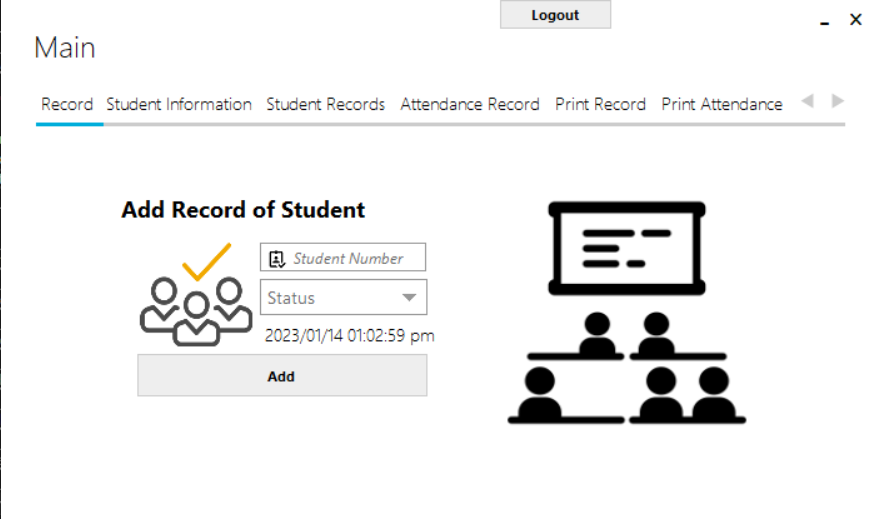 Logout
Main
Record Student Information Student Records Attendance Record Print Record Print Attendance
Add Record of Student
Student Number
Status
2023/01/14 01:02:59 pm
Add